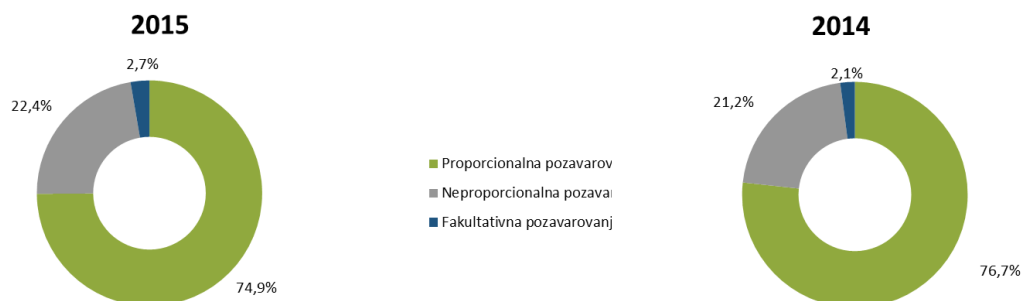 2015
2,7%
22,4%
74,9%
Proporcionalna pozavarov
Neproporcionalna pozava
Fakultativna pozavarovanj
2014
2,1%
21,2%
76,7%